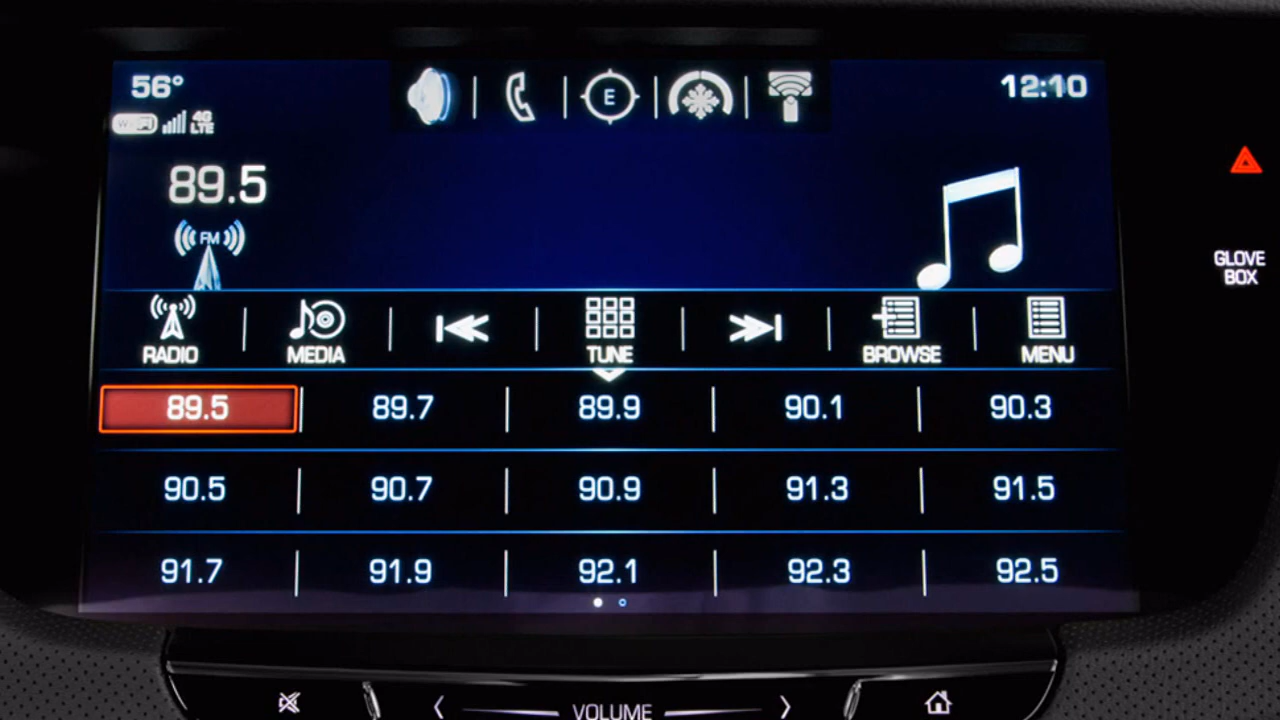 56°
12:10
E
WiFi
4G
LTE
89.5
FM
RADIO
MEDIA
TUNE
BROWSE
MENU
89.5 89.7 89.9 90.1 90.3
90.5 90.7 90.9 91.3 91.5
91.7 91.9 92.1 92.3 92.5
GLOVE
BOX
VOLUME